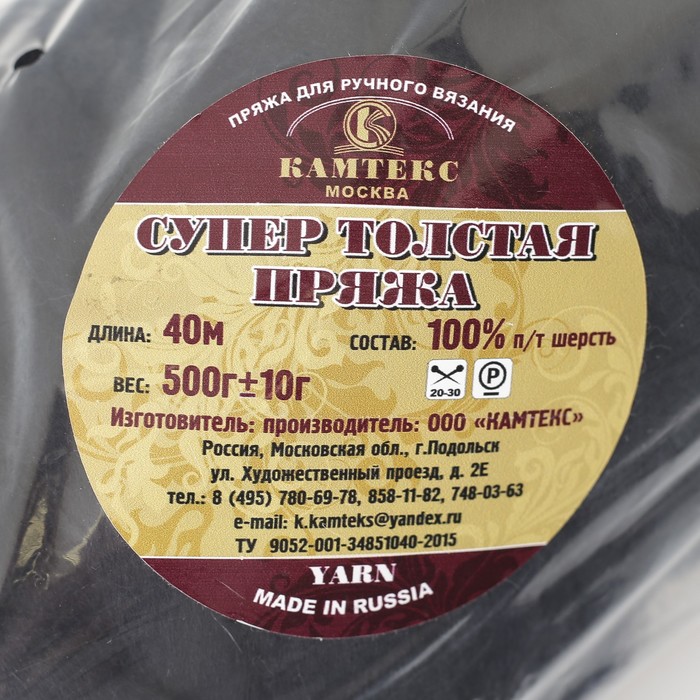 ПРЯЖА ДЛЯ РУЧНОГО ВЯЗАНИЯ
К
КАМТЕКС
МОСКВА
СУПЕР ТОЛСТАЯ
ПРЯЖА
ДЛИНА: 40М СОСТАВ: 100% п/т шерсть
ВЕС: 500г±10г 20-30 P
Изготовитель: производитель: ООО «КАМТЕКС»
Россия, Московская обл., г.Подольск
ул. Художественный проезд, д. 2Е
тел.: 8 (495) 780-69-78, 858-11-82, 748-03-63
e-mail: k.kamteks@yandex.ru
ТУ 9052-001-34851040-2015
YARN
MADE IN RUSSIA